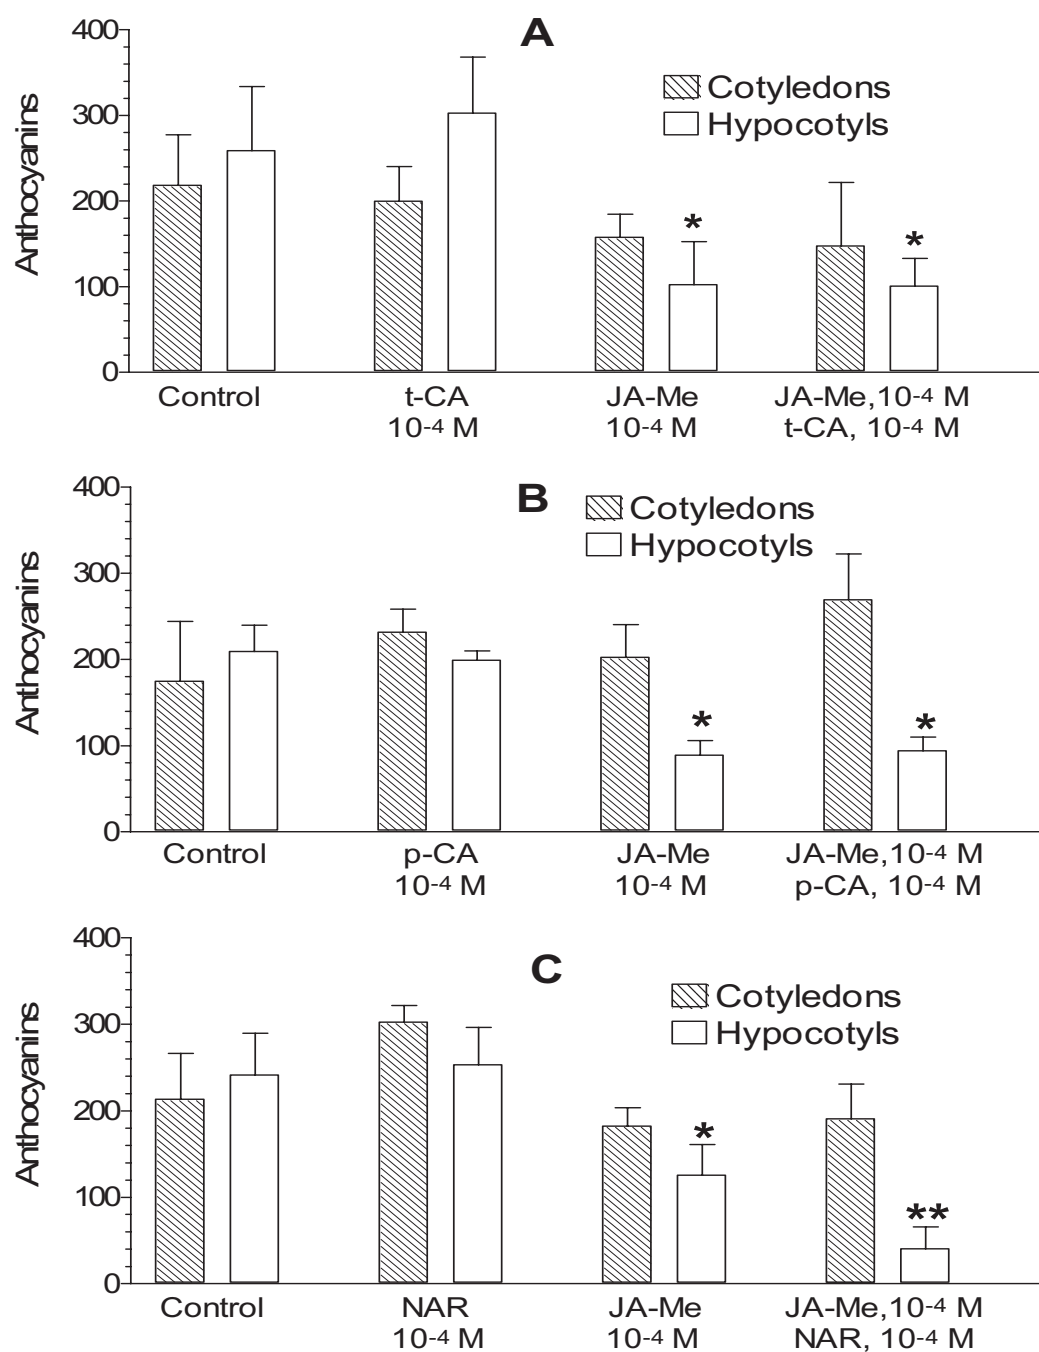 A
400
300
200
100
0
Anthocyanins
Cotyledons
Hypocotyls
*
*
Control
t-CA
JA-Me
JA-Me,10-4 M
10-4 M
10-4 M
t-CA, 10-4 M
B
400
300
200
100
0
Anthocyanins
Cotyledons
Hypocotyls
*
*
Control
p-CA
JA-Me
JA-Me,10-4 M
10-4 M
10-4 M
p-CA, 10-4 M
C
400
300
200
100
0
Anthocyanins
Cotyledons
Hypocotyls
*
**
Control
NAR
JA-Me
JA-Me,10-4 M
10-4 M
10-4 M
NAR, 10-4 M